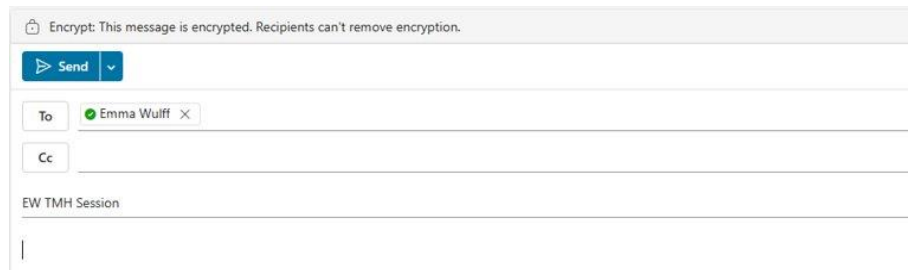 Encrypt: This message is encrypted. Recipients can't remove encryption.
Send
To Emma Wulff
Cc
EW TMH Session